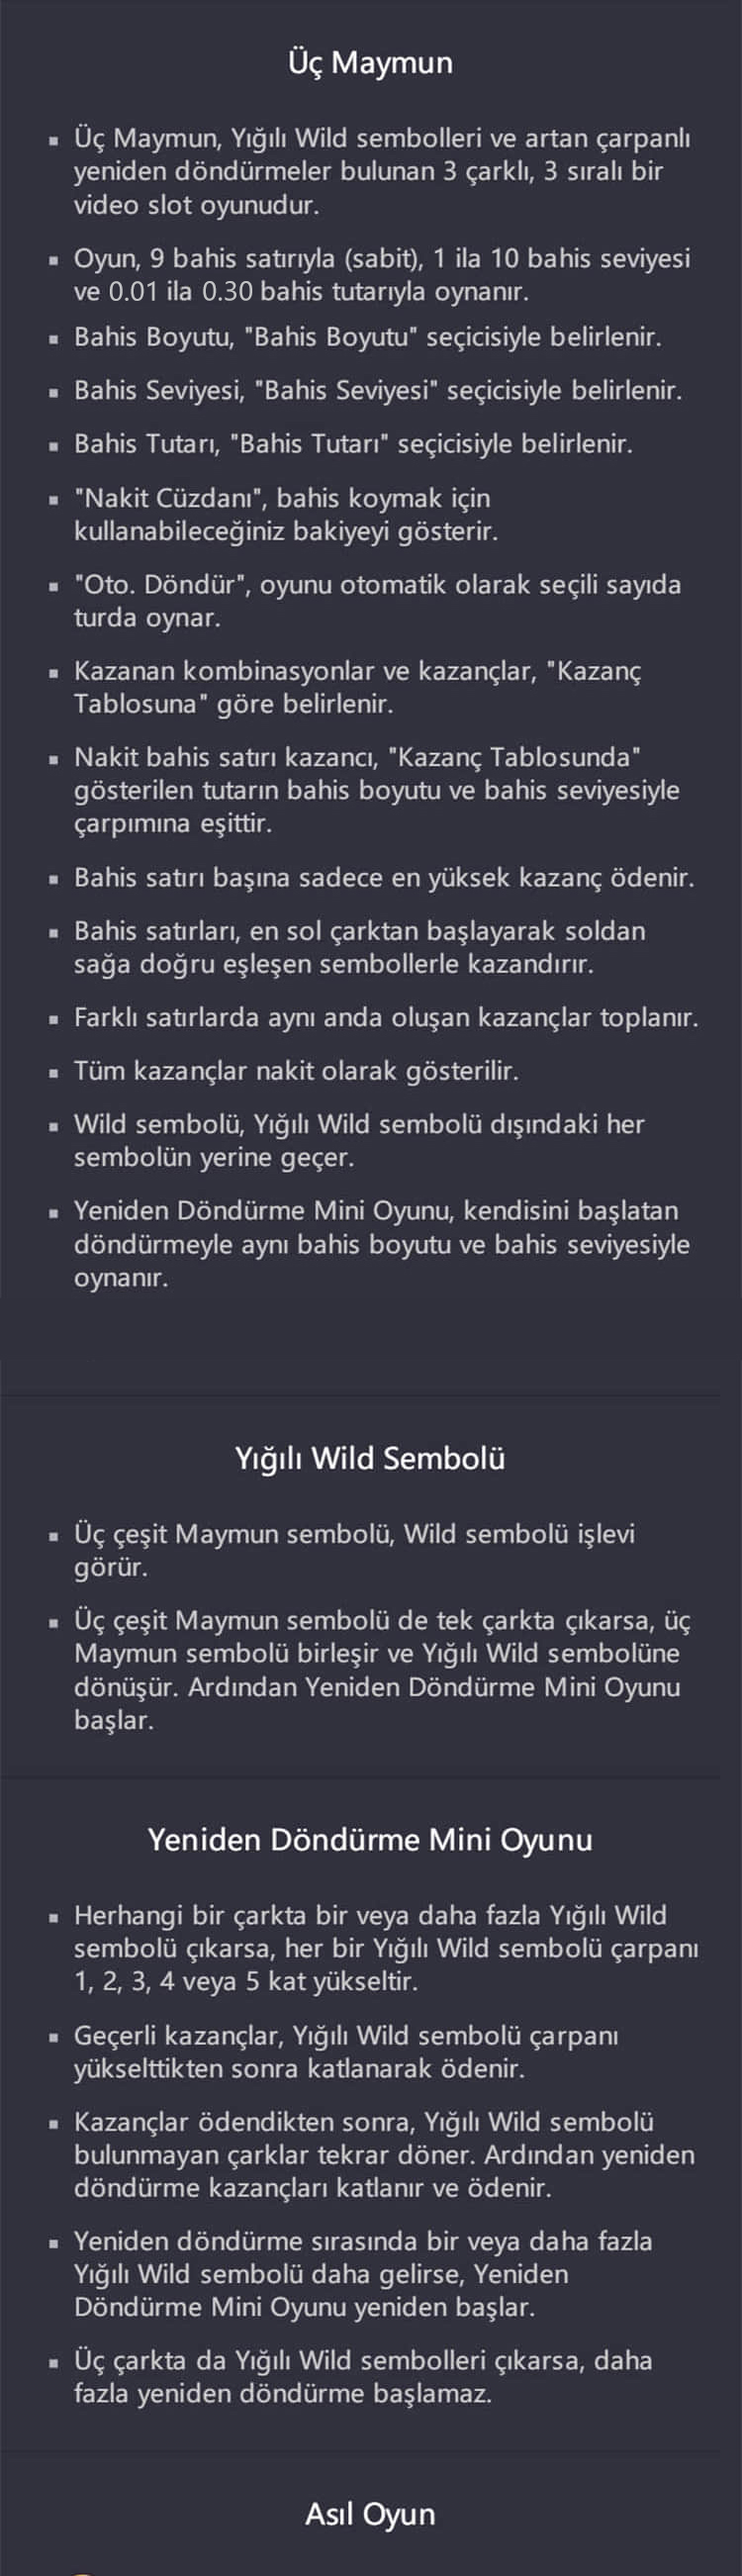 Üç Maymun
▪ Üç Maymun, Yığılı Wild sembolleri ve artan çarpanlı
yeniden döndürmeler bulunan 3 çarklı, 3 sıralı bir
video slot oyunudur.
▪ Oyun, 9 bahis satırıyla (sabit), 1 ila 10 bahis seviyesi
ve 0.01 ila 0.30 bahis tutarıyla oynanır.
▪ Bahis Boyutu, "Bahis Boyutu" seçicisiyle belirlenir.
▪ Bahis Seviyesi, "Bahis Seviyesi" seçicisiyle belirlenir.
▪ Bahis Tutarı, "Bahis Tutarı" seçicisiyle belirlenir.
▪ "Nakit Cüzdanı", bahis koymak için
kullanabileceğiniz bakiyeyi gösterir.
▪ "Oto. Döndür", oyunu otomatik olarak seçili sayıda
turda oynar.
▪ Kazanan kombinasyonlar ve kazançlar, "Kazanç
Tablosuna" göre belirlenir.
▪ Nakit bahis satırı kazancı, "Kazanç Tablosunda"
gösterilen tutarın bahis boyutu ve bahis seviyesiyle
çarpımına eşittir.
▪ Bahis satırı başına sadece en yüksek kazanç ödenir.
▪ Bahis satırları, en sol çarktan başlayarak soldan
sağa doğru eşleşen sembollerle kazandırır.
▪ Farklı satırlarda aynı anda oluşan kazançlar toplanır.
▪ Tüm kazançlar nakit olarak gösterilir.
▪ Wild sembolü, Yığılı Wild sembolü dışındaki her
sembolün yerine geçer.
▪ Yeniden Döndürme Mini Oyunu, kendisini başlatan
döndürmeyle aynı bahis boyutu ve bahis seviyesiyle
oynanır.
Yığılı Wild Sembolü
▪ Üç çeşit Maymun sembolü, Wild sembolü işlevi
görür.
▪ Üç çeşit Maymun sembolü de tek çarkta çıkarsa, üç
Maymun sembolü birleşir ve Yığılı Wild sembolüne
dönüşür. Ardından Yeniden Döndürme Mini Oyunu
başlar.
Yeniden Döndürme Mini Oyunu
▪ Herhangi bir çarkta bir veya daha fazla Yığılı Wild
sembolü çıkarsa, her bir Yığılı Wild sembolü çarpanı
1, 2, 3, 4 veya 5 kat yükseltir.
▪ Geçerli kazançlar, Yığılı Wild sembolü çarpanı
yükselttikten sonra katlanarak ödenir.
▪ Kazançlar ödendikten sonra, Yığılı Wild sembolü
bulunmayan çarklar tekrar döner. Ardından yeniden
döndürme kazançları katlanır ve ödenir.
▪ Yeniden döndürme sırasında bir veya daha fazla
Yığılı Wild sembolü daha gelirse, Yeniden
Döndürme Mini Oyunu yeniden başlar.
▪ Üç çarkta da Yığılı Wild sembolleri çıkarsa, daha
fazla yeniden döndürme başlamaz.
Asıl Oyun